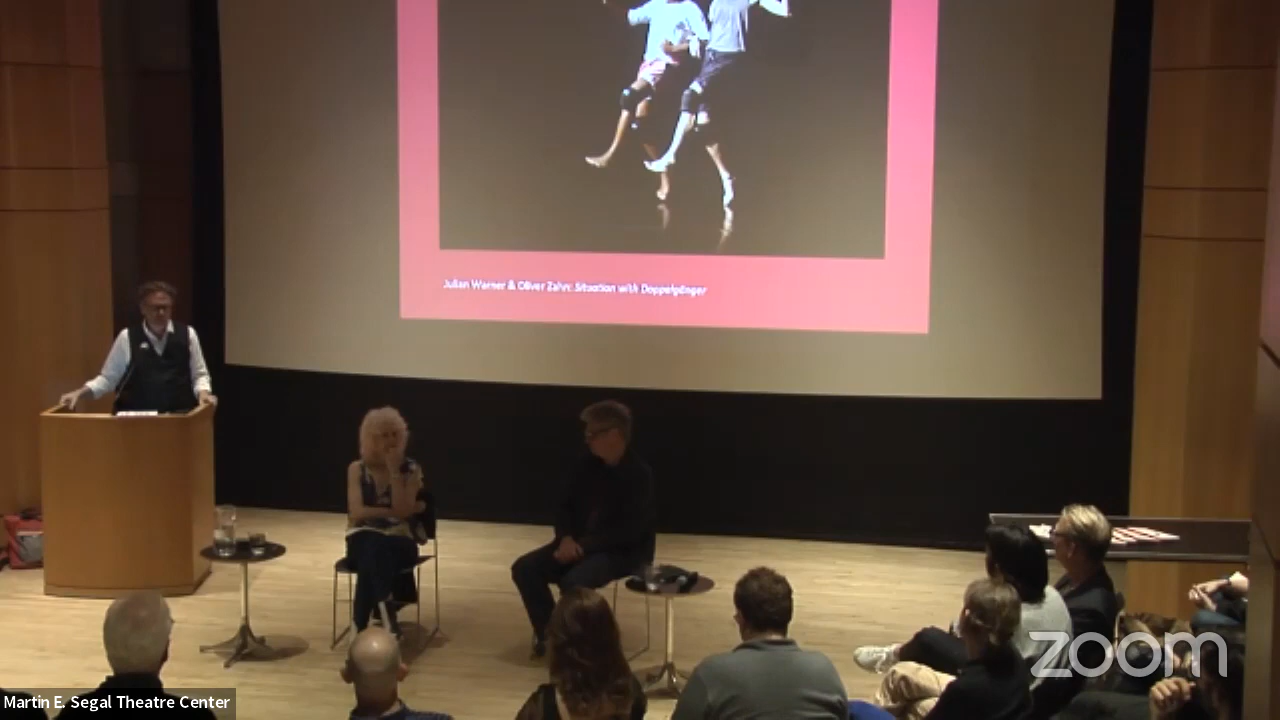 Julian Warner & Oliver Zahn: Situation with Doppelgänger
zoom
Martin E. Segal Theatre Center